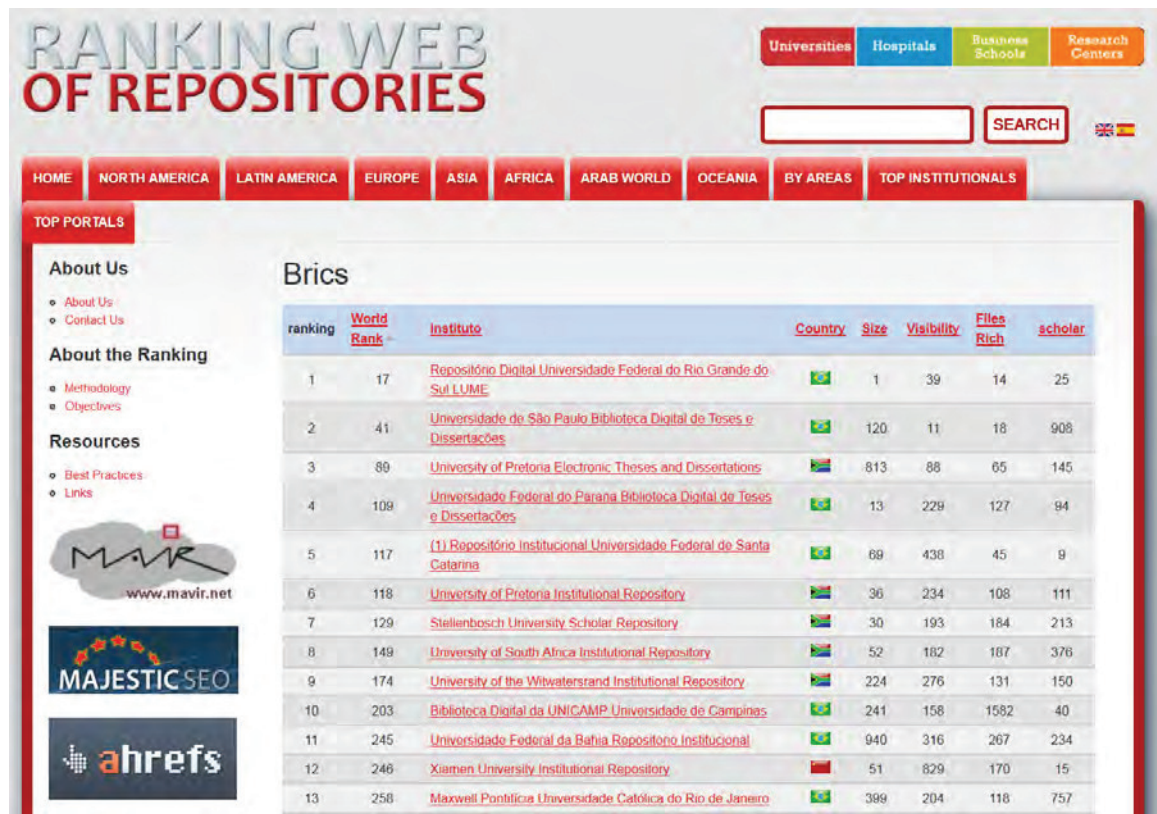 RANKING WEB
OF REPOSITORIES
Universities Hospitals Business Schools Research Centers
SEARCH
HOME NORTH AMERICA LATIN AMERICA EUROPE ASIA AFRICA ARAB WORLD OCEANIA BY AREAS TOP INSTITUTIONALS
TOP PORTALS
About Us
About Us
Contact Us
About the Ranking
Methodology
Objectives
Resources
Best Practices
Links
MAVIR
www.mavir.net
MAJESTIC SEO
ahrefs
Brics
ranking World Rank Instituto Country Size Visibility Files Rich scholar
1 17 Repositório Digital Universidade Federal do Rio Grande do 1 39 14 25
Sul LUME
2 41 Universidade de São Paulo Biblioteca Digital de Teses e 120 11 18 908
Dissertações
3 89 University of Pretoria Electronic Theses and Dissertations 813 88 65 145
4 109 Universidade Federal do Parana Biblioteca Digital de Teses 13 229 127 94
e Dissertações
5 117 (1) Repositório Institucional Universidade Federal de Santa 69 438 45 9
Catarina
6 118 University of Pretoria Institutional Repository 36 234 108 111
7 129 Stellenbosch University Scholar Repository 30 193 184 213
8 149 University of South Africa Institutional Repository 52 182 187 376
9 174 University of the Witwatersrand Institutional Repository 224 276 131 150
10 203 Biblioteca Digital da UNICAMP Universidade de Campinas 241 158 1582 40
11 245 Universidade Federal da Bahia Repositorio Institucional 940 316 267 234
12 246 Xiamen University Institutional Repository 51 829 170 15
13 258 Maxwell Pontifícia Universidade Católica do Rio de Janeiro 399 204 118 757